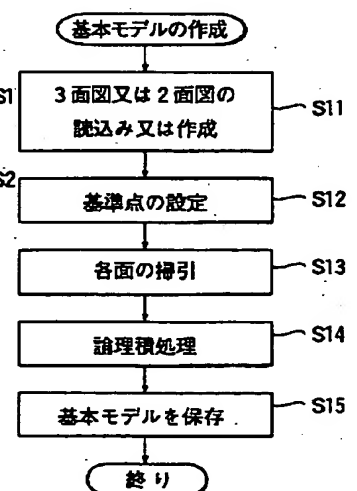 基本モデルの作成
S1
3面図又は2面図の
読込み又は作成
S11
S2
基準点の設定
S12
各面の掃引
S13
論理積処理
S14
基本モデルを保存
S15
終り